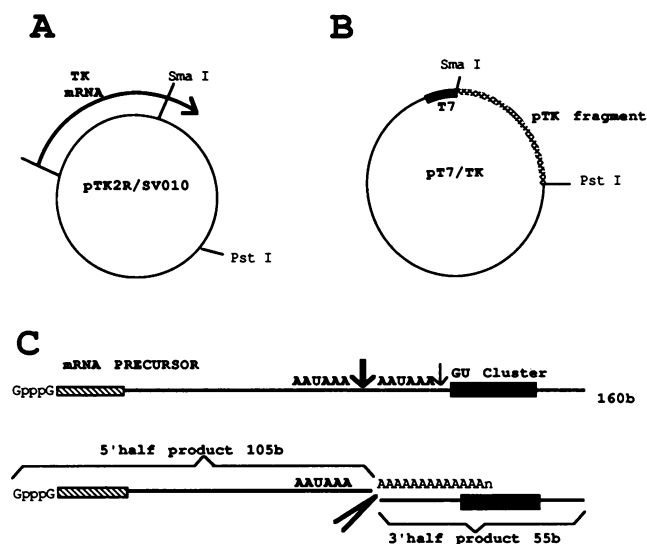 A
TK
mRNA
Sma I
pTK2R/SV010
Pst I
B
Sma I
T7
pTK fragment
pT7/TK
Pst I
C
mRNA PRECURSOR
AAUAAA AAUAAA GU Cluster
GpppG 160b
5'half product 105b
AAUAAA AAAAAAAAAAAAAn
GpppG
3'half product 55b